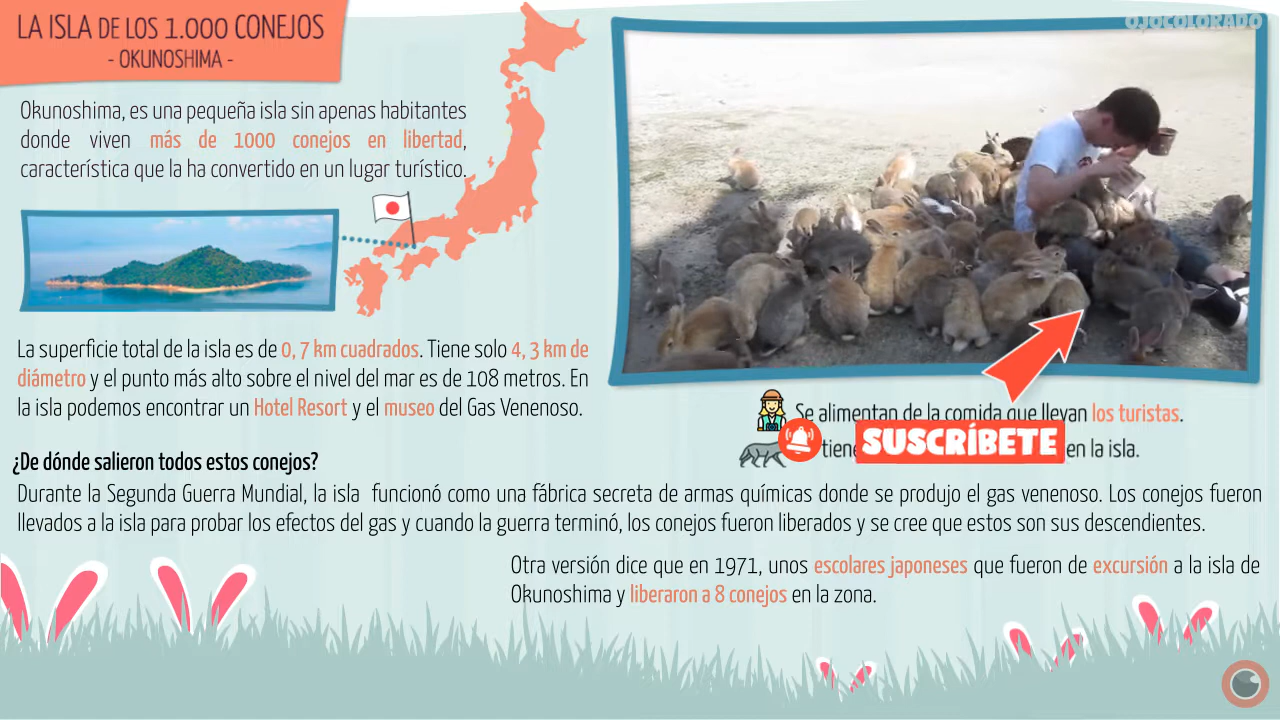 LA ISLA DE LOS 1.000 CONEJOS
- OKUNOSHIMA -
OJOCOLORADO
Okunoshima, es una pequeña isla sin apenas habitantes
donde viven más de 1000 conejos en libertad,
característica que la ha convertido en un lugar turístico.
La superficie total de la isla es de 0, 7 km cuadrados. Tiene solo 4, 3 km de
diámetro y el punto más alto sobre el nivel del mar es de 108 metros. En
la isla podemos encontrar un Hotel Resort y el museo del Gas Venenoso.
Se alimentan de la comida que llevan los turistas.
SUSCRÍBETE
en la isla.
¿De dónde salieron todos estos conejos?
Durante la Segunda Guerra Mundial, la isla funcionó como una fábrica secreta de armas químicas donde se produjo el gas venenoso. Los conejos fueron
llevados a la isla para probar los efectos del gas y cuando la guerra terminó, los conejos fueron liberados y se cree que estos son sus descendientes.
Otra versión dice que en 1971, unos escolares japoneses que fueron de excursión a la isla de
Okunoshima y liberaron a 8 conejos en la zona.